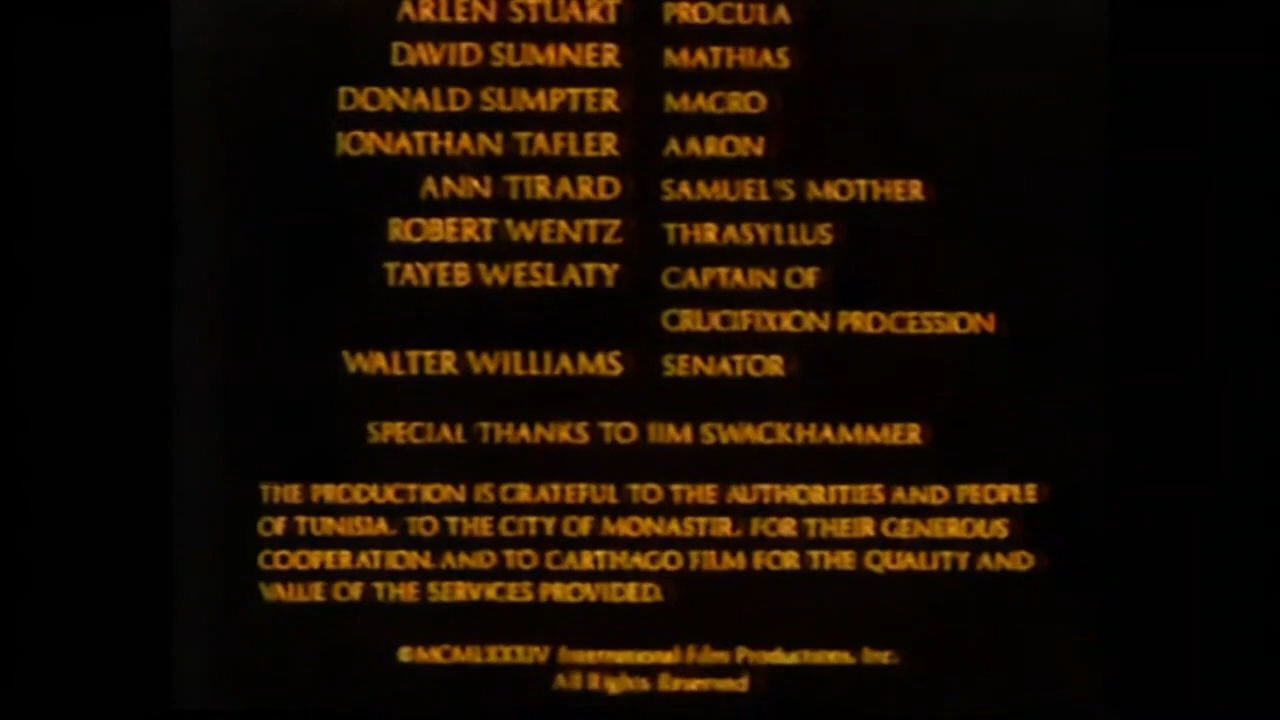 ARLEN STUART PROCULA
DAVID SUMNER MATHIAS
DONALD SUMPTER MACRO
JONATHAN TAFLER AARON
ANN TIRARD SAMUEL'S MOTHER
ROBERT WENTZ THRASYLLUS
TAYEB WESLATY CAPTAIN OF
CRUCIFIXION PROCESSION
WALTER WILLIAMS SENATOR
SPECIAL THANKS TO JIM SWACKHAMMER
THE PRODUCTION IS GRATEFUL TO THE AUTHORITIES AND PEOPLE
OF TUNISIA, TO THE CITY OF MONASTIR, FOR THEIR GENEROUS
COOPERATION, AND TO CARTHAGO FILM FOR THE QUALITY AND
VALUE OF THE SERVICES PROVIDED.
©MCMLXXXIV International Film Productions, Inc.
All Rights Reserved